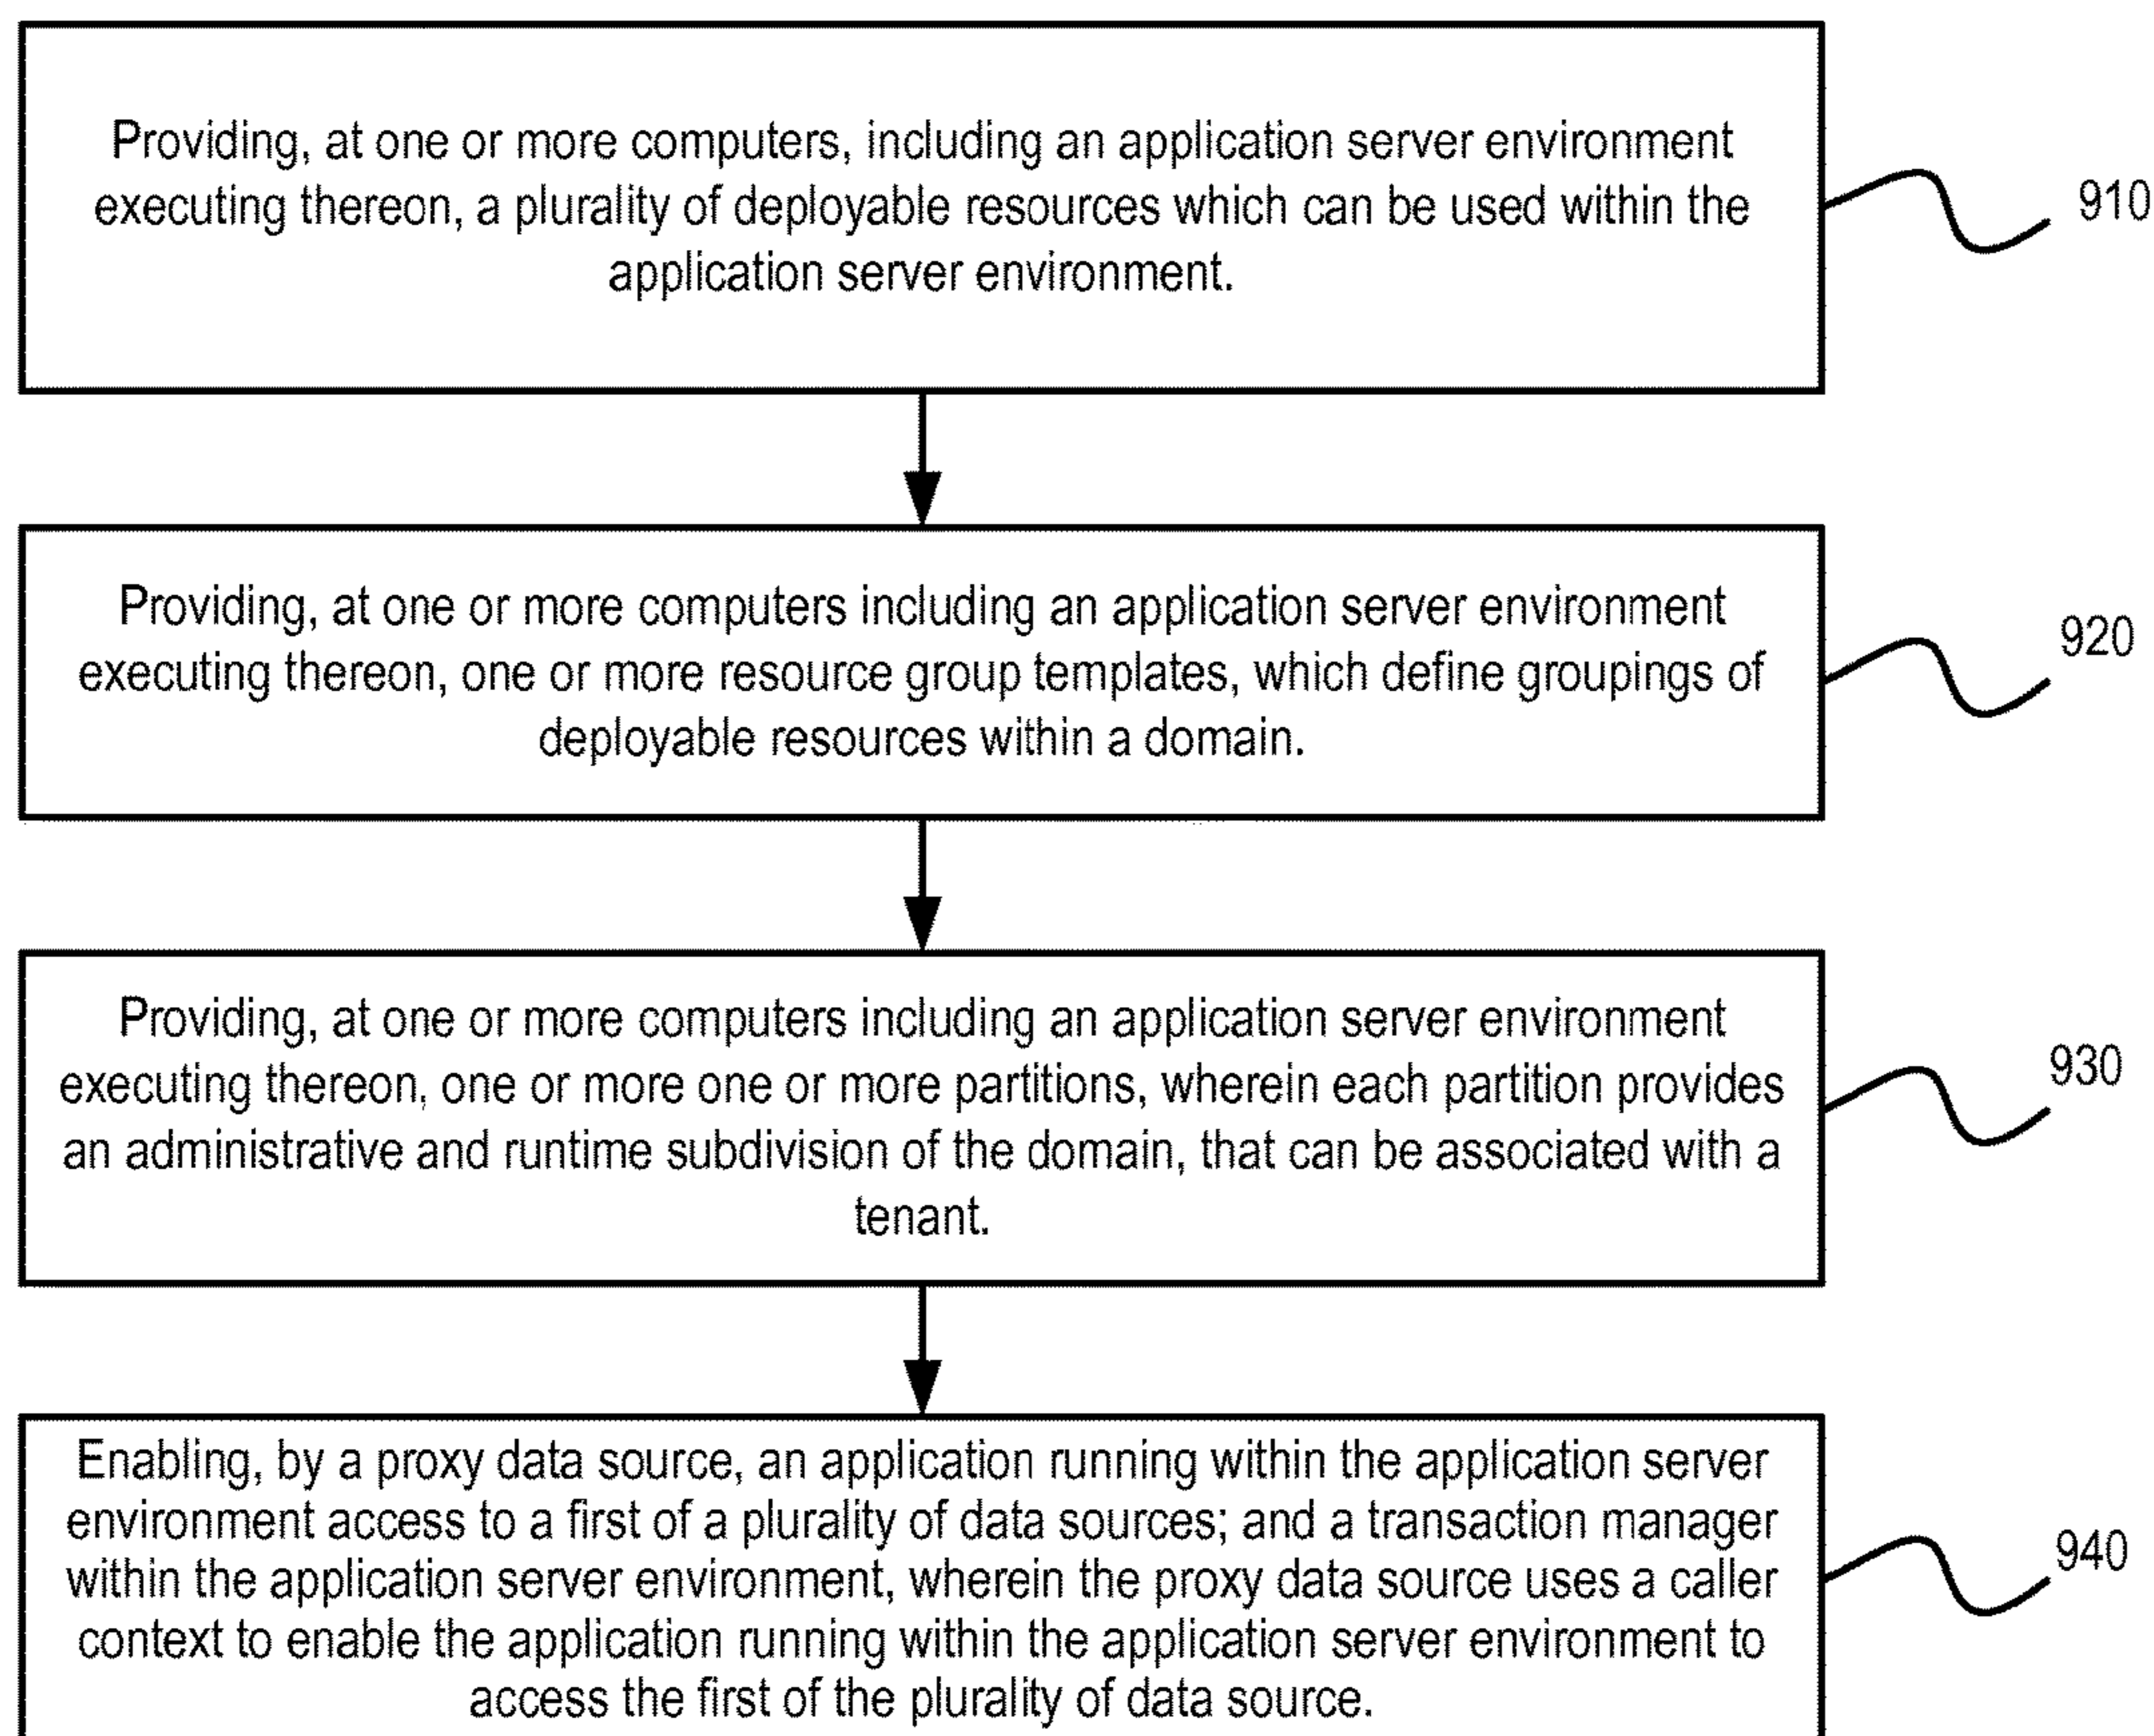 Providing, at one or more computers, including an application server environment
executing thereon, a plurality of deployable resources which can be used within the
application server environment.
910
Providing, at one or more computers including an application server environment
executing thereon, one or more resource group templates, which define groupings of
deployable resources within a domain.
920
Providing, at one or more computers including an application server environment
executing thereon, one or more one or more partitions, wherein each partition provides
an administrative and runtime subdivision of the domain, that can be associated with a
tenant.
930
Enabling, by a proxy data source, an application running within the application server
environment access to a first of a plurality of data sources; and a transaction manager
within the application server environment, wherein the proxy data source uses a caller
context to enable the application running within the application server environment to
access the first of the plurality of data source.
940